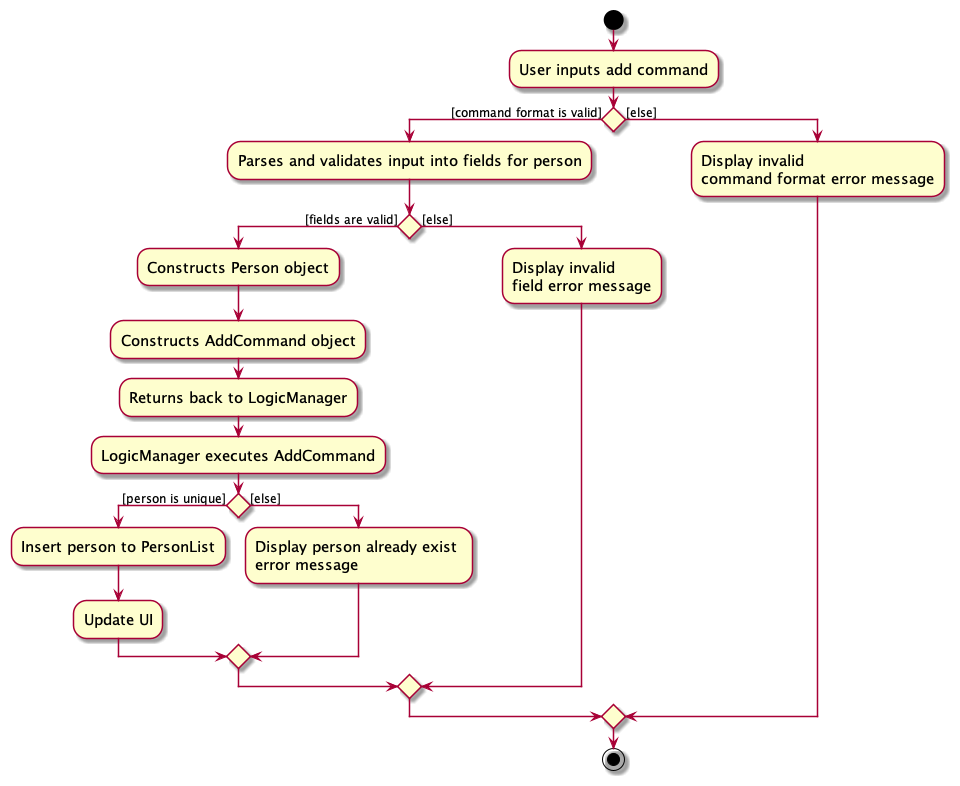 User inputs add command
[command format is valid]
[else]
Parses and validates input into fields for person
Display invalid
command format error message
[fields are valid]
[else]
Constructs Person object
Display invalid
field error message
Constructs AddCommand object
Returns back to LogicManager
LogicManager executes AddCommand
[person is unique]
[else]
Insert person to PersonList
Display person already exist
error message
Update UI